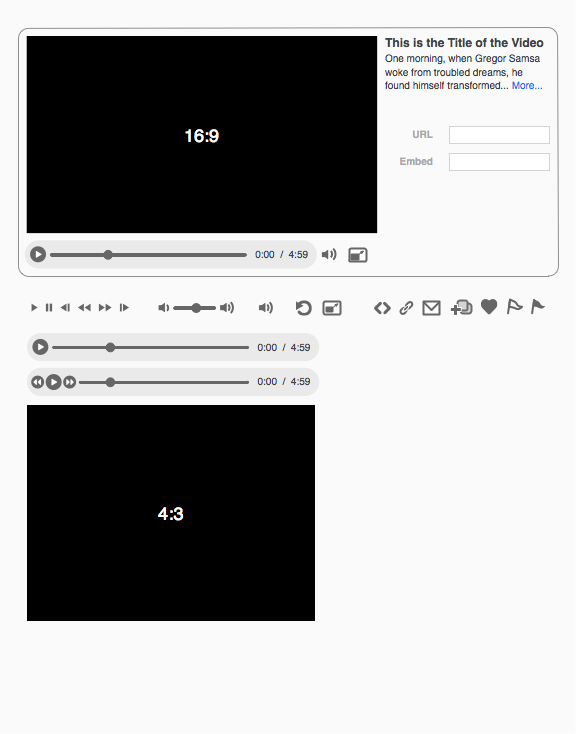 This is the Title of the Video
One morning, when Gregor Samsa
woke from troubled dreams, he
found himself transformed... More...
16:9
URL
Embed
0:00 / 4:59
0:00 / 4:59
0:00 / 4:59
4:3